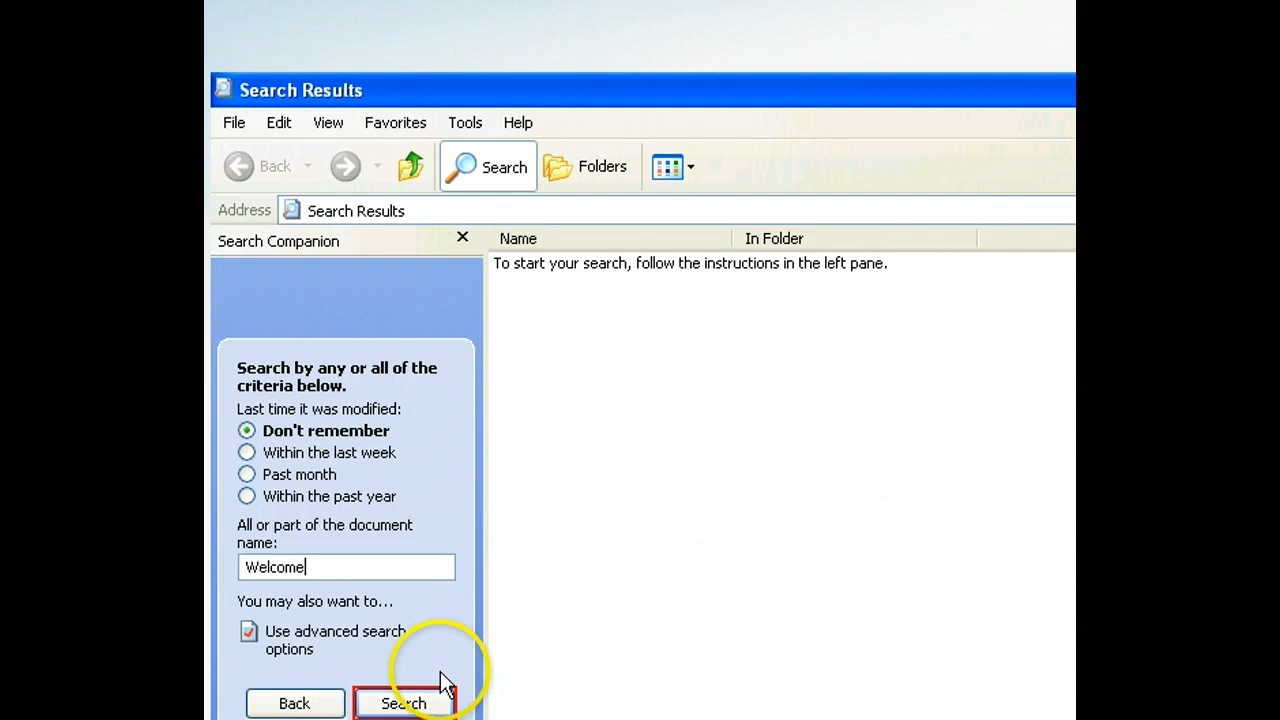 Search Results
File Edit View Favorites Tools Help
Back Search Folders
Address Search Results
Search Companion Name In Folder
To start your search, follow the instructions in the left pane.
Search by any or all of the
criteria below.
Last time it was modified:
Don't remember
Within the last week
Past month
Within the past year
All or part of the document
name:
Welcome
You may also want to...
Use advanced search
options
Back Search